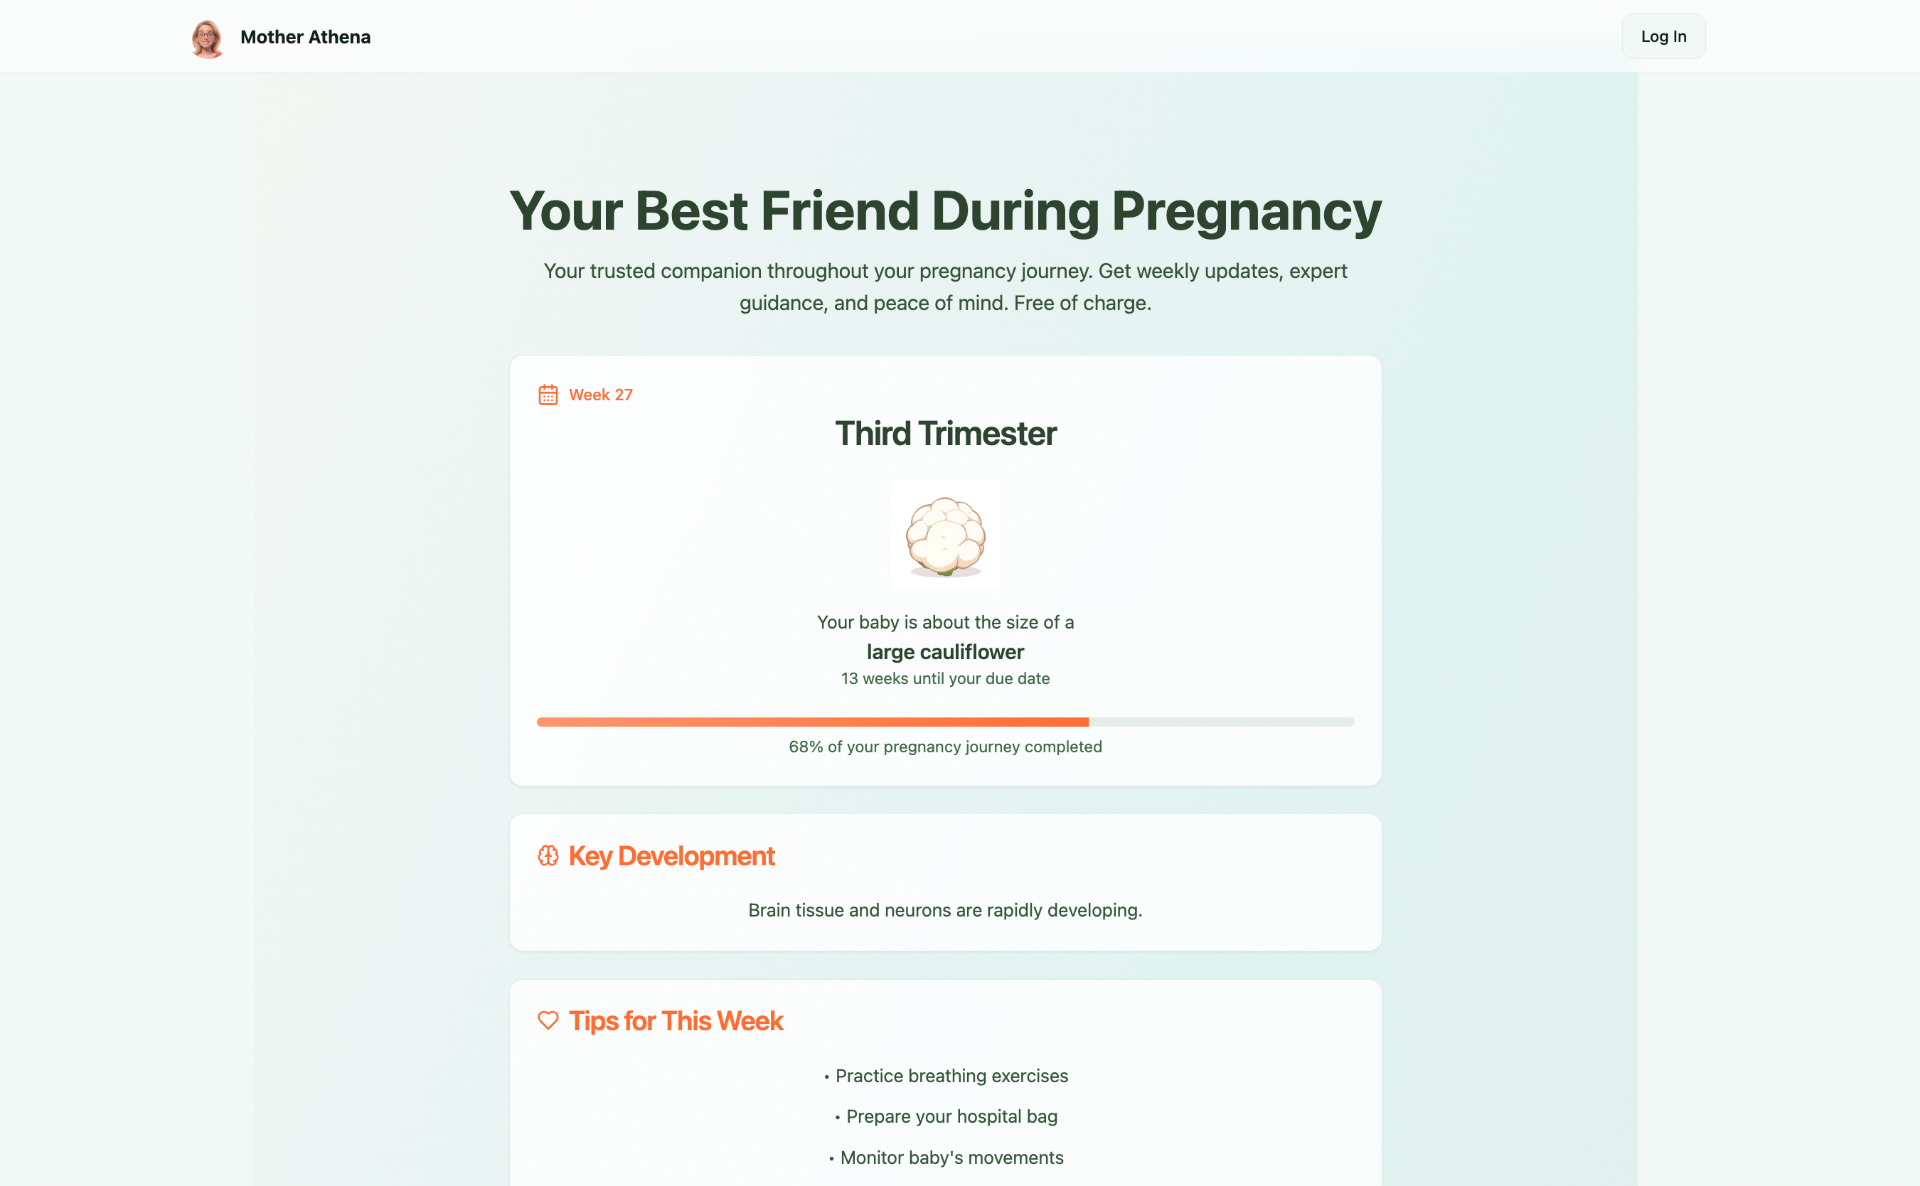 Mother Athena
Log In
Your Best Friend During Pregnancy
Your trusted companion throughout your pregnancy journey. Get weekly updates, expert
guidance, and peace of mind. Free of charge.
Week 27
Third Trimester
Your baby is about the size of a
large cauliflower
13 weeks until your due date
68% of your pregnancy journey completed
Key Development
Brain tissue and neurons are rapidly developing.
Tips for This Week
• Practice breathing exercises
• Prepare your hospital bag
• Monitor baby's movements